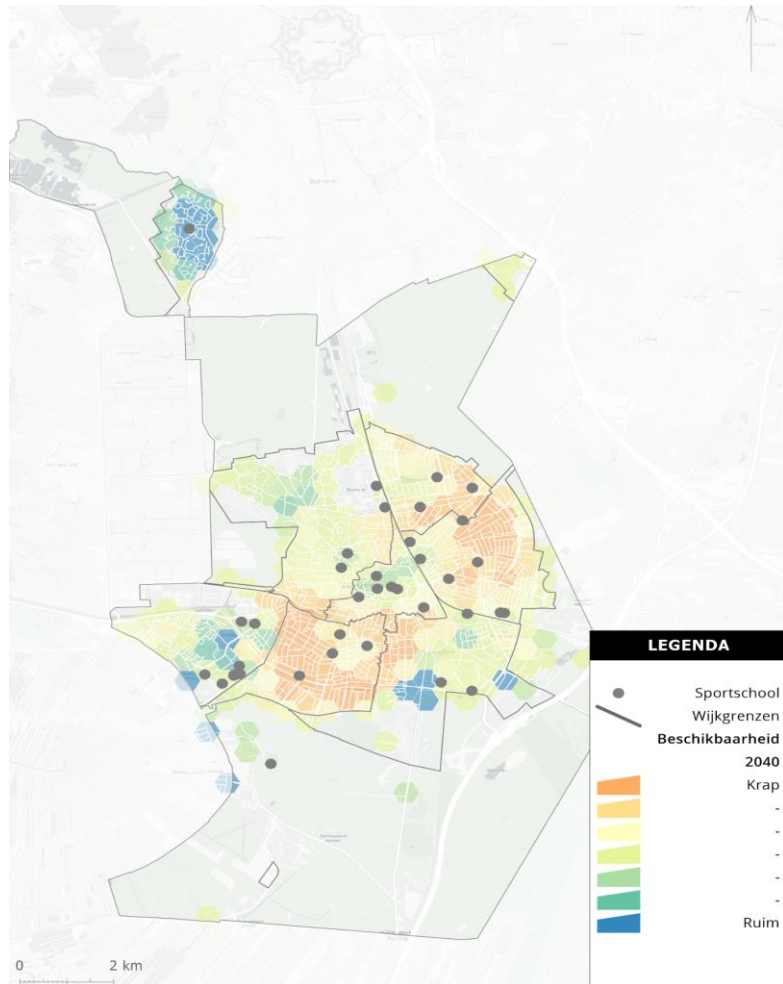 LEGENDA
Sportschool
Wijkgrenzen
Beschikbaarheid
2040
Krap
-
-
-
-
-
Ruim
0 2 km